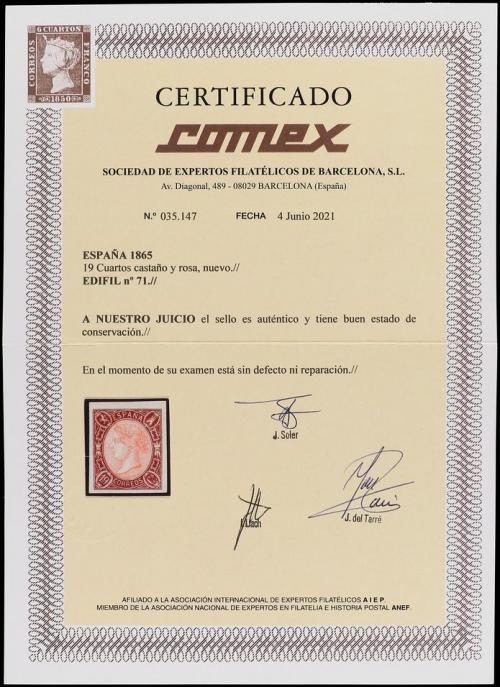 6 CUARTOS
CORREOS
FRANCO
1850
CERTIFICADO
comex
SOCIEDAD DE EXPERTOS FILATÉLICOS DE BARCELONA, S.L.
Av. Diagonal, 489 - 08029 BARCELONA (España)
N.º 035.147 FECHA 4 Junio 2021
ESPAÑA 1865
19 Cuartos castaño y rosa, nuevo.//
EDIFIL nº 71.//
A NUESTRO JUICIO el sello es auténtico y tiene buen estado de
conservación.//
En el momento de su examen está sin defecto ni reparación.//
ESPAÑA
19
CORREOS
J. Soler
J. del Tarré
AFILIADO A LA ASOCIACIÓN INTERNACIONAL DE EXPERTOS FILATÉLICOS A I E P.
MIEMBRO DE LA ASOCIACIÓN NACIONAL DE EXPERTOS EN FILATELIA E HISTORIA POSTAL ANEF.